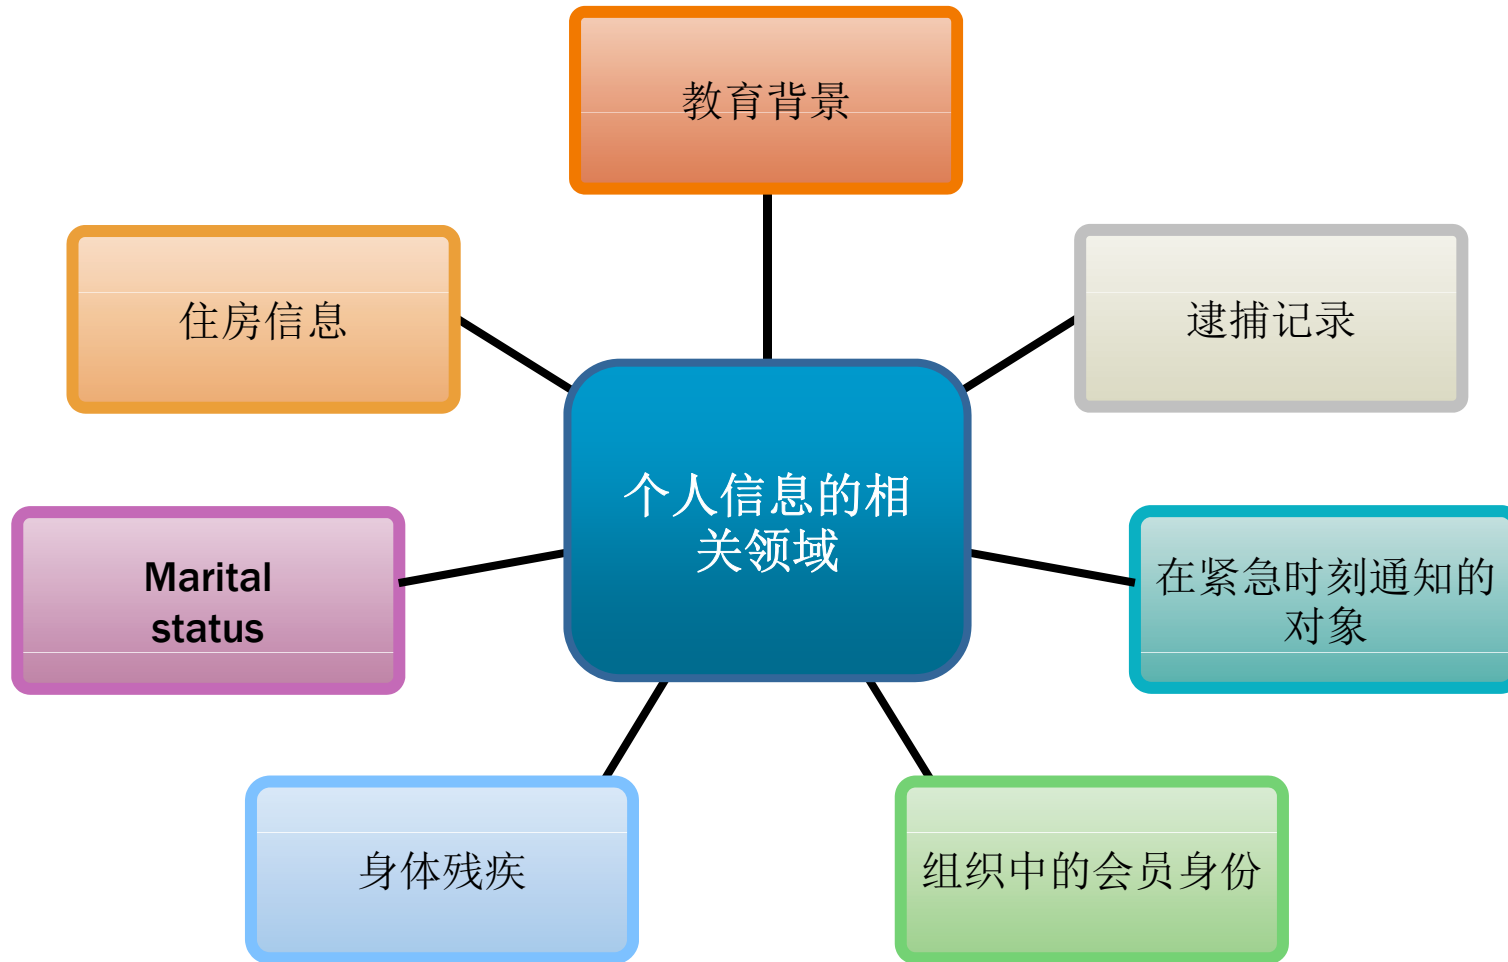 教育背景
住房信息
逮捕记录
个人信息的相
关领域
Marital
status
在紧急时刻通知的
对象
身体残疾
组织中的会员身份